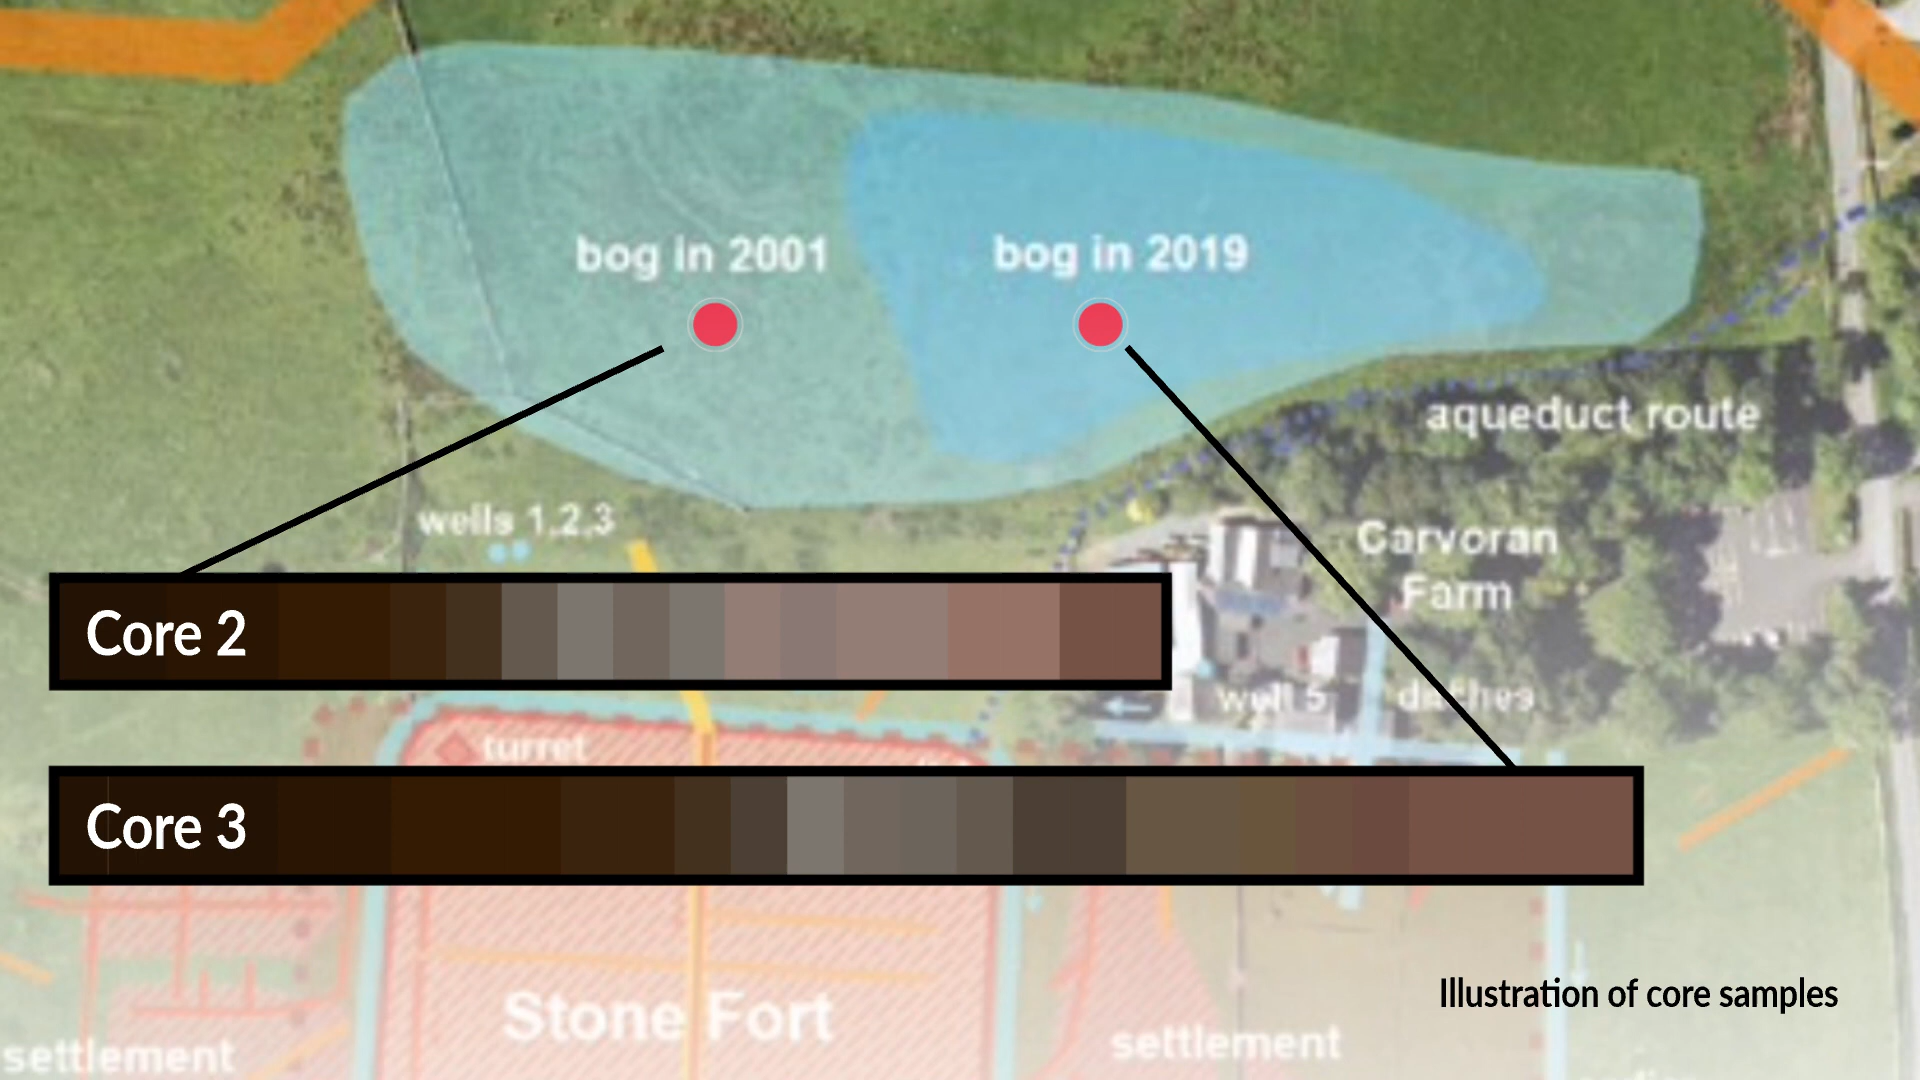 bog in 2001
bog in 2019
aqueduct route
wells 1,2,3
Carvoran
Farm
Core 2
well 5
ditches
turret
Core 3
Illustration of core samples
Stone Fort
settlement
settlement